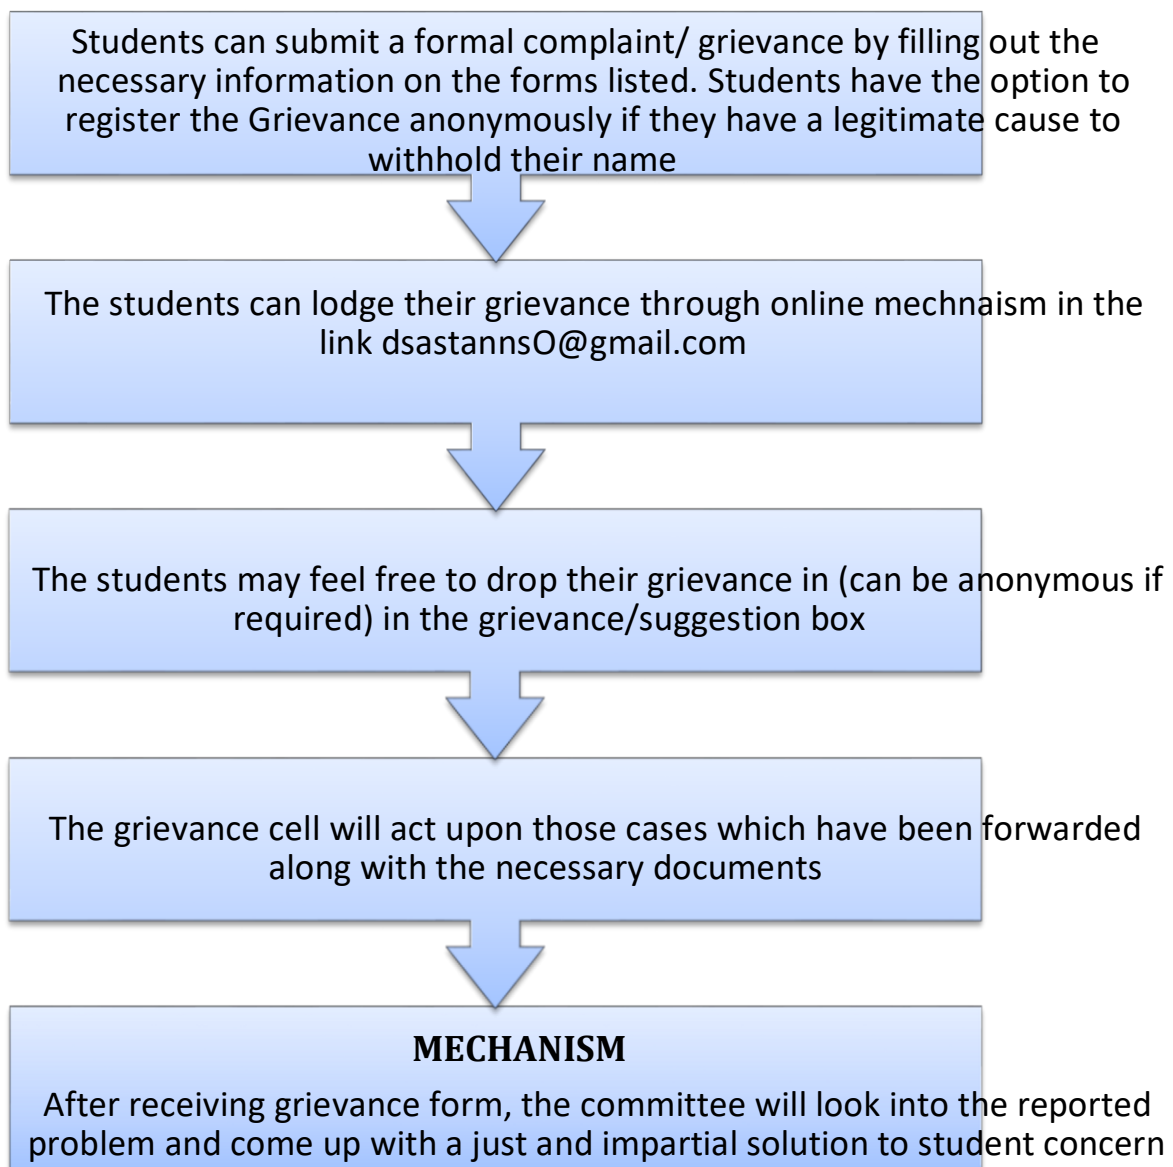 Students can submit a formal complaint/ grievance by filling out the
necessary information on the forms listed. Students have the option to
register the Grievance anonymously if they have a legitimate cause to
withhold their name
The students can lodge their grievance through online mechnaism in the
link dsastannsO@gmail.com
The students may feel free to drop their grievance in (can be anonymous if
required) in the grievance/suggestion box
The grievance cell will act upon those cases which have been forwarded
along with the necessary documents
MECHANISM
After receiving grievance form, the committee will look into the reported
problem and come up with a just and impartial solution to student concern